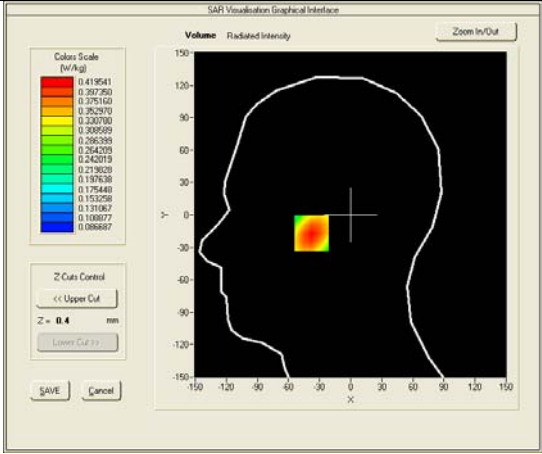 SAR Visualisation Graphical Interface
Volume Radiated Intensity
Zoom In/Out
Colors Scale
(W/kg)
0.419541
0.397350
0.375160
0.352970
0.330780
0.308589
0.286399
0.264209
0.242019
0.219828
0.197638
0.175448
0.153258
0.131067
0.108877
0.086687
Z Cuts Control
<< Upper Cut
Z = 0.4 mm
Lower Cut >>
SAVE Cancel
150
120
90
60
30
0
-30
-60
-90
-120
-150
Y
-150 -120 -90 -60 -30 0 30 60 90 120 150
X